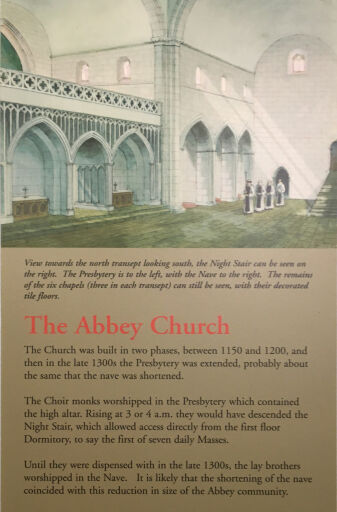 View towards the north transept looking south, the Night Stair can be seen on
the right. The Presbytery is to the left, with the Nave to the right. The remains
of the six chapels (three in each transept) can still be seen, with their decorated
tile floors.
The Abbey Church
The Church was built in two phases, between 1150 and 1200, and
then in the late 1300s the Presbytery was extended, probably about
the same that the nave was shortened.
The Choir monks worshipped in the Presbytery which contained
the high altar. Rising at 3 or 4 a.m. they would have descended the
Night Stair, which allowed access directly from the first floor
Dormitory, to say the first of seven daily Masses.
Until they were dispensed with in the late 1300s, the lay brothers
worshipped in the Nave. It is likely that the shortening of the nave
coincided with this reduction in size of the Abbey community.